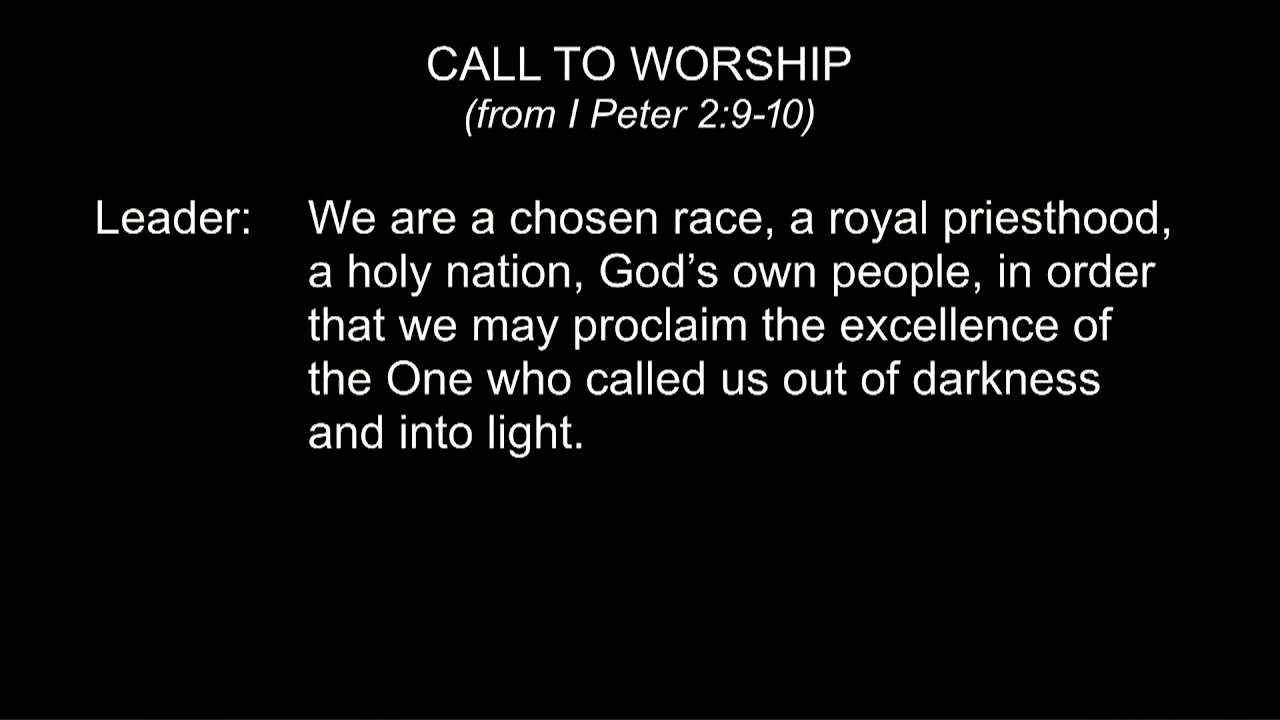 CALL TO WORSHIP
(from I Peter 2:9-10)
Leader: We are a chosen race, a royal priesthood,
a holy nation, God’s own people, in order
that we may proclaim the excellence of
the One who called us out of darkness
and into light.